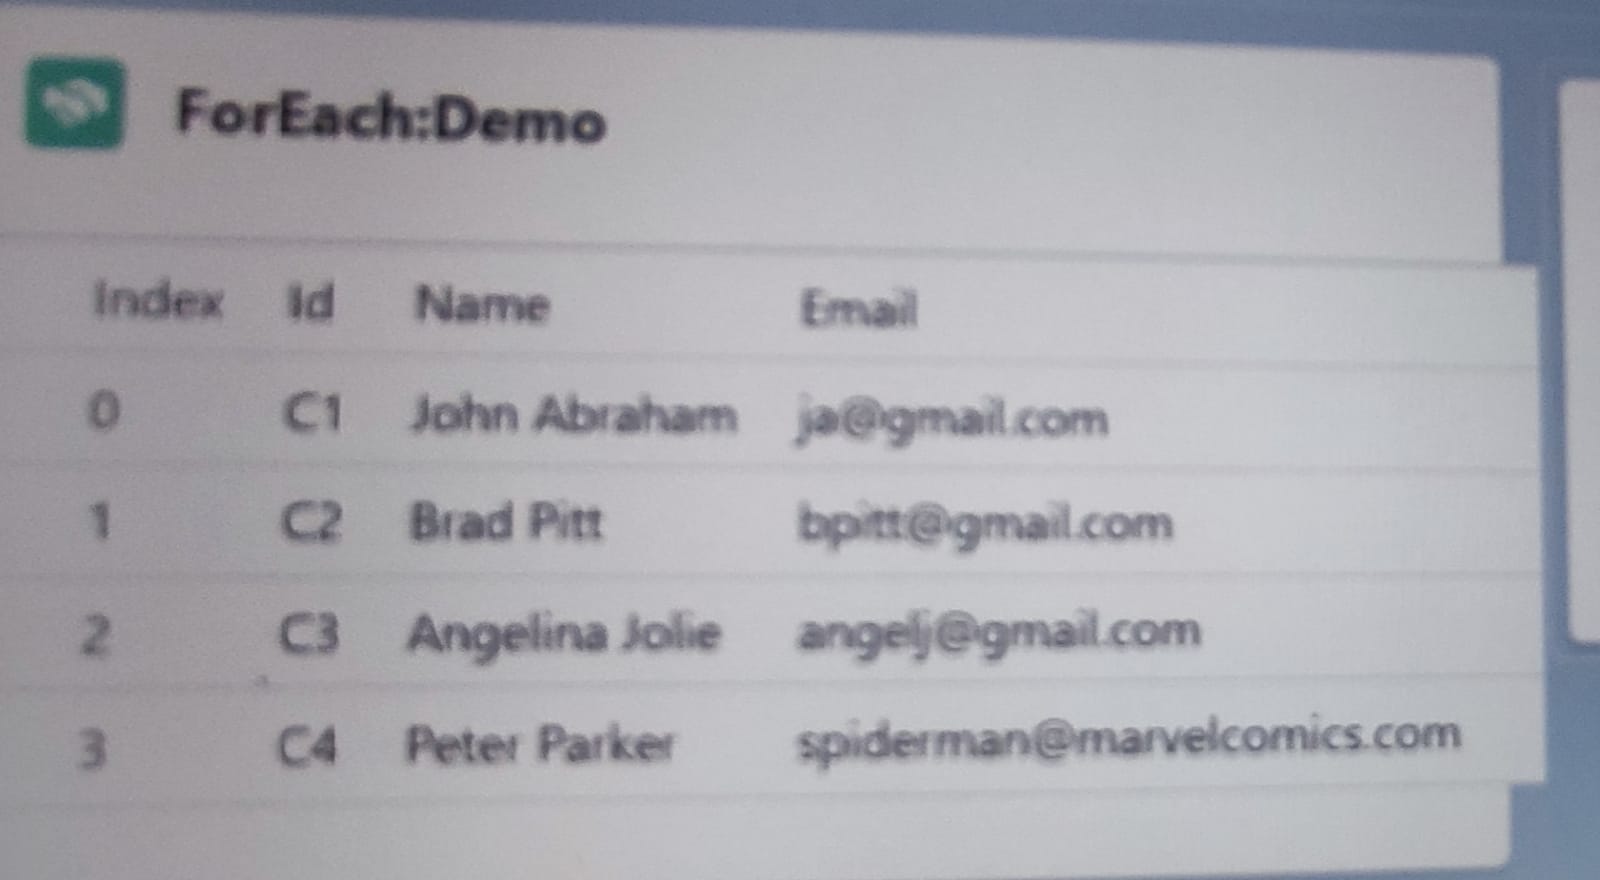 ForEach:Demo
Index Id Name Email
0 C1 John Abraham ja@gmail.com
1 C2 Brad Pitt bpitt@gmail.com
2 C3 Angelina Jolie angelj@gmail.com
3 C4 Peter Parker spiderman@marvelcomics.com